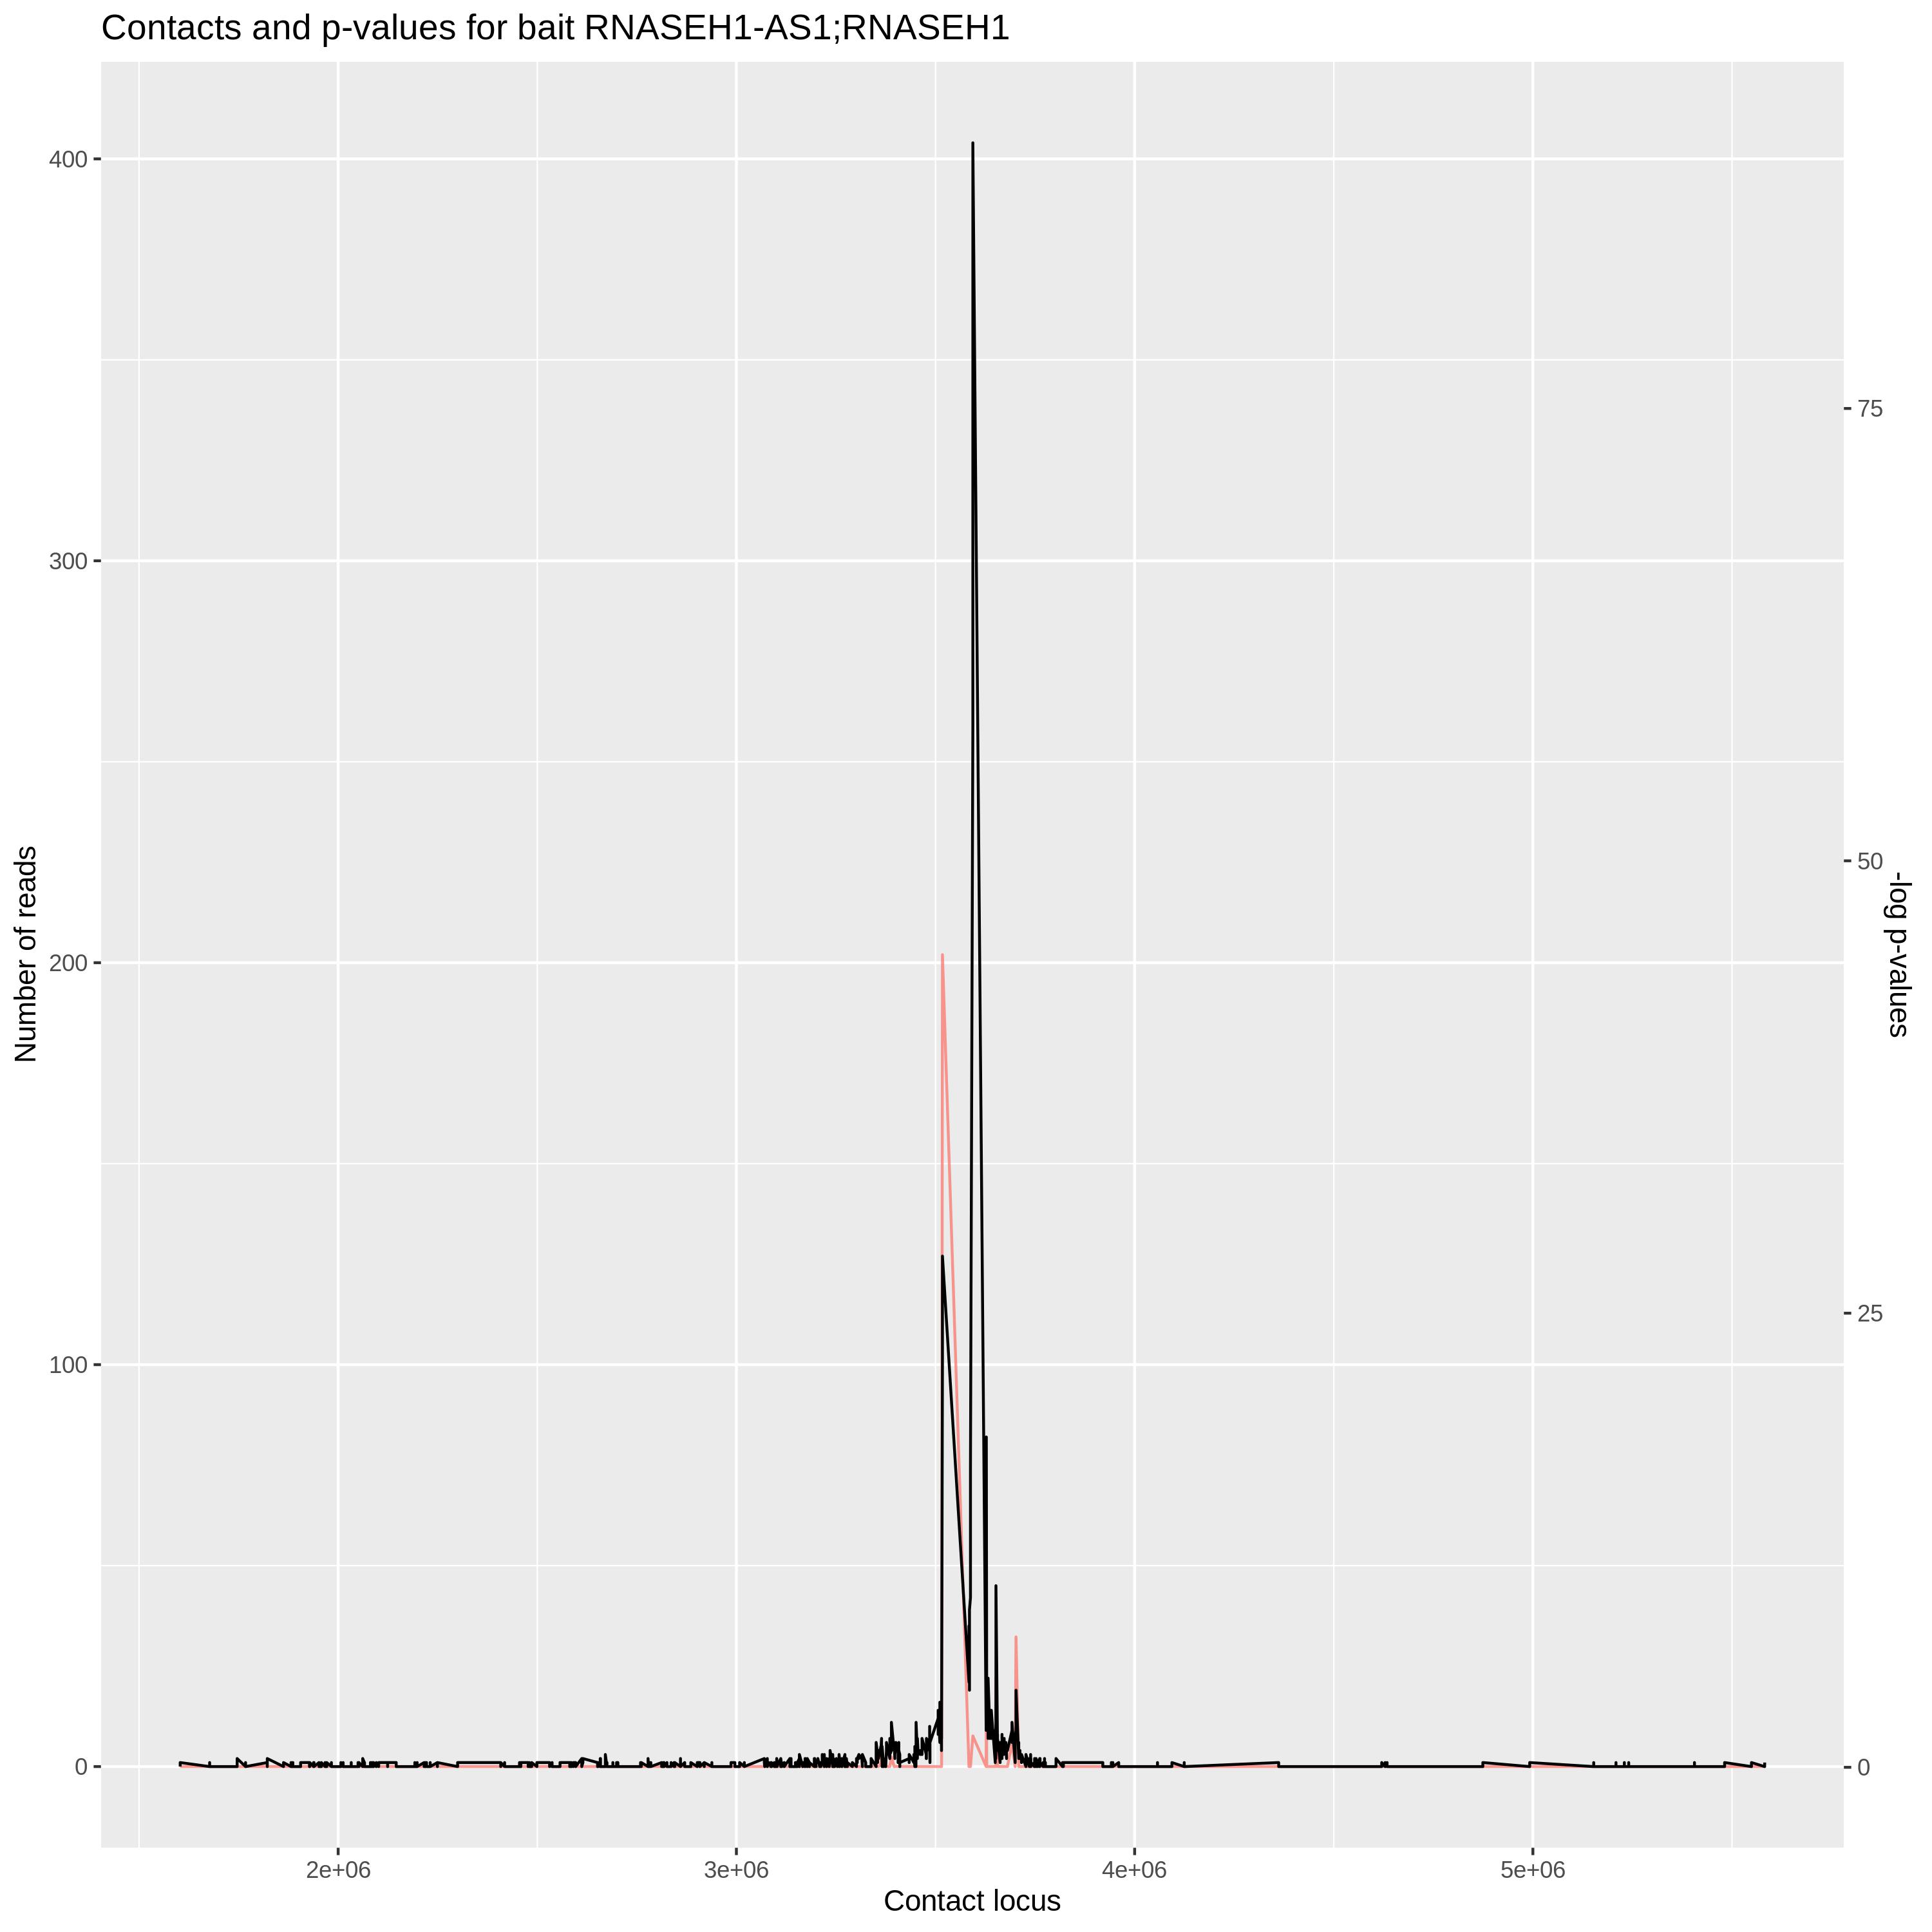 Contacts and p-values for bait RNASEH1-AS1;RNASEH1
400
300
200
100
0
Number of reads
75
50
25
0
-log p-values
2e+06
3e+06
4e+06
5e+06
Contact locus